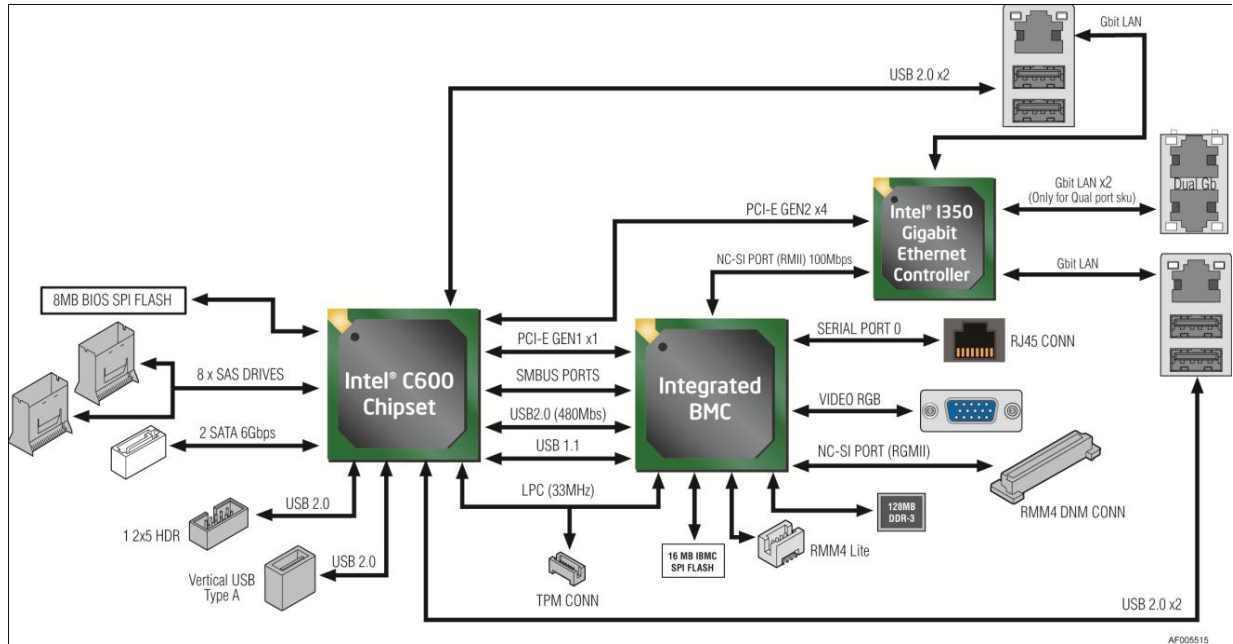 Gbit LAN
USB 2.0 x2
Intel® I350
Gigabit
Ethernet
Controller
Gbit LAN x2
(Only for Qual port sku)
Dual Gb
PCI-E GEN2 x4
NC-SI PORT (RMII) 100Mbps
Gbit LAN
8MB BIOS SPI FLASH
Intel® C600
Chipset
PCI-E GEN1 x1
SMBUS PORTS
USB2.0 (480Mbs)
USB 1.1
LPC (33MHz)
Integrated
BMC
SERIAL PORT 0
RJ45 CONN
VIDEO RGB
NC-SI PORT (RGMII)
RMM4 DNM CONN
8 x SAS DRIVES
2 SATA 6Gbps
USB 2.0
1 2x5 HDR
USB 2.0
Vertical USB
Type A
TPM CONN
16 MB IBMC
SPI FLASH
RMM4 Lite
128MB
DDR-3
USB 2.0 x2
AF005515